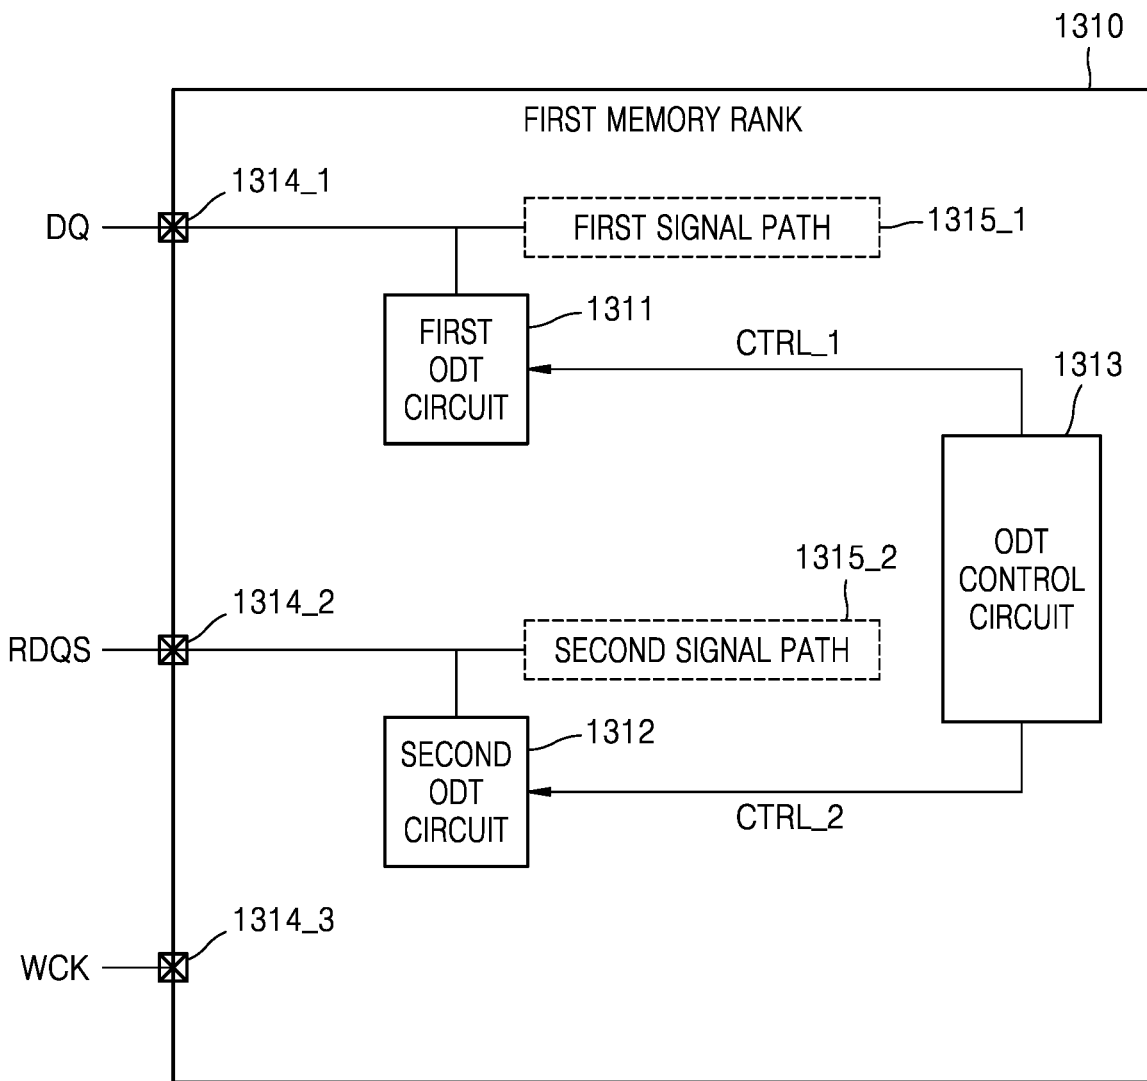 1310
FIRST MEMORY RANK
1314_1
DQ
FIRST SIGNAL PATH
1315_1
1311
FIRST
ODT
CIRCUIT
CTRL_1
1313
ODT
CONTROL
CIRCUIT
1315_2
1314_2
RDQS
SECOND SIGNAL PATH
1312
SECOND
ODT
CIRCUIT
CTRL_2
1314_3
WCK